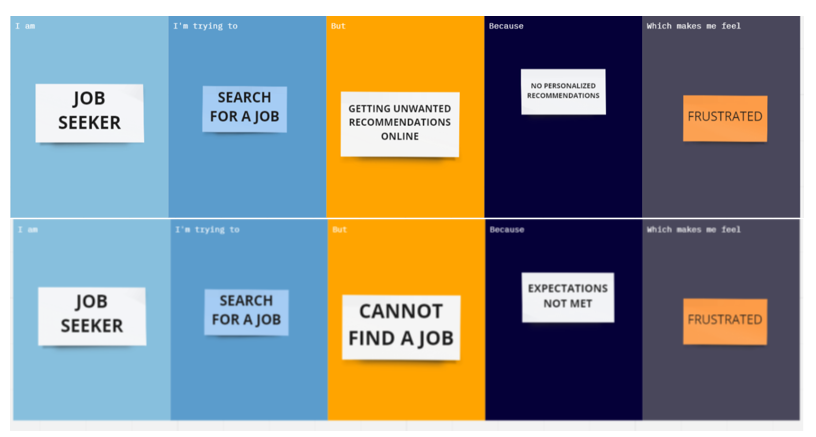 I am
I'm trying to
But
Because
Which makes me feel
JOB
SEEKER
SEARCH
FOR A JOB
GETTING UNWANTED
RECOMMENDATIONS
ONLINE
NO PERSONALIZED
RECOMMENDATIONS
FRUSTRATED
I am
I'm trying to
But
Because
Which makes me feel
JOB
SEEKER
SEARCH
FOR A JOB
CANNOT
FIND A JOB
EXPECTATIONS
NOT MET
FRUSTRATED